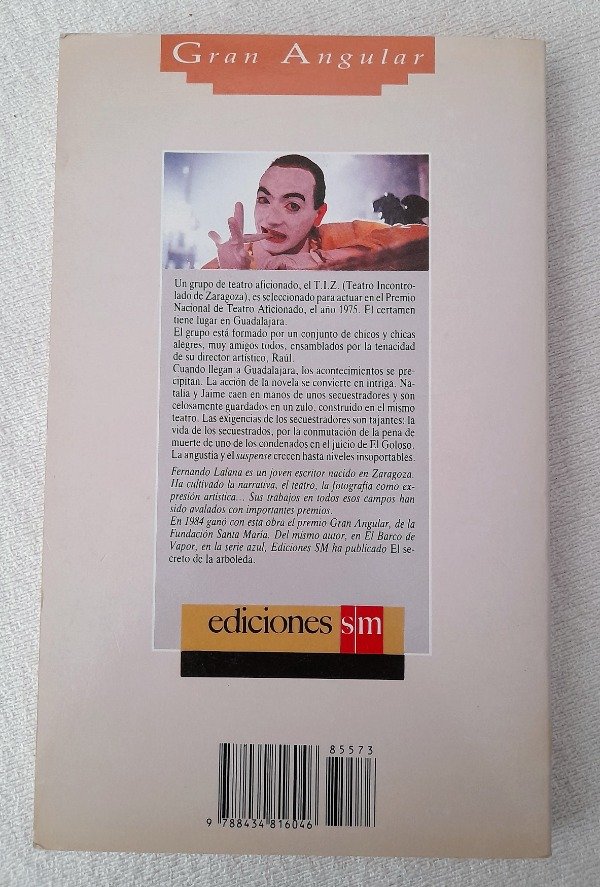 Gran Angular
Un grupo de teatro aficionado, el T.I.Z. (Teatro Incontro-
lado de Zaragoza), es seleccionado para actuar en el Premio
Nacional de Teatro Aficionado, el año 1975. El certamen
tiene lugar en Guadalajara.
El grupo está formado por un conjunto de chicos y chicas
alegres, muy amigos todos, ensamblados por la tenacidad
de su director artístico, Raúl.
Cuando llegan a Guadalajara, los acontecimientos se pre-
cipitan. La acción de la novela se convierte en intriga. Na-
talia y Jaime caen en manos de unos secuestradores y son
celosamente guardados en un zulo, construido en el mismo
teatro. Las exigencias de los secuestradores son tajantes: la
vida de los secuestrados, por la conmutación de la pena de
muerte de uno de los condenados en el juicio de El Goloso.
La angustia y el suspense crecen hasta niveles insoportables.
Fernando Lalana es un joven escritor nacido en Zaragoza.
Ha cultivado la narrativa, el teatro, la fotografía como ex-
presión artística... Sus trabajos en todos esos campos han
sido avalados con importantes premios.
En 1984 ganó con esta obra el premio Gran Angular, de la
Fundación Santa María. Del mismo autor, en El Barco de
Vapor, en la serie azul, Ediciones SM ha publicado El se-
creto de la arboleda.
ediciones s/m
85573
9 788434 816046